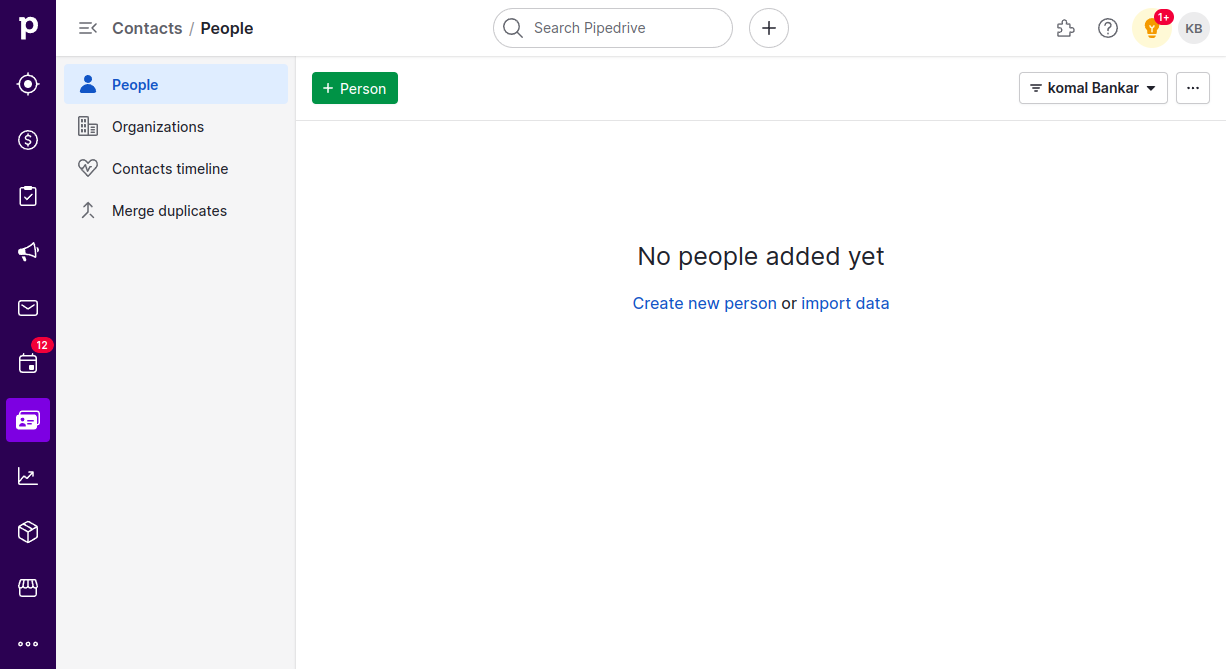 Contacts / People
Search Pipedrive
1+
KB
People
Organizations
Contacts timeline
Merge duplicates
12
+ Person
komal Bankar
No people added yet
Create new person or import data